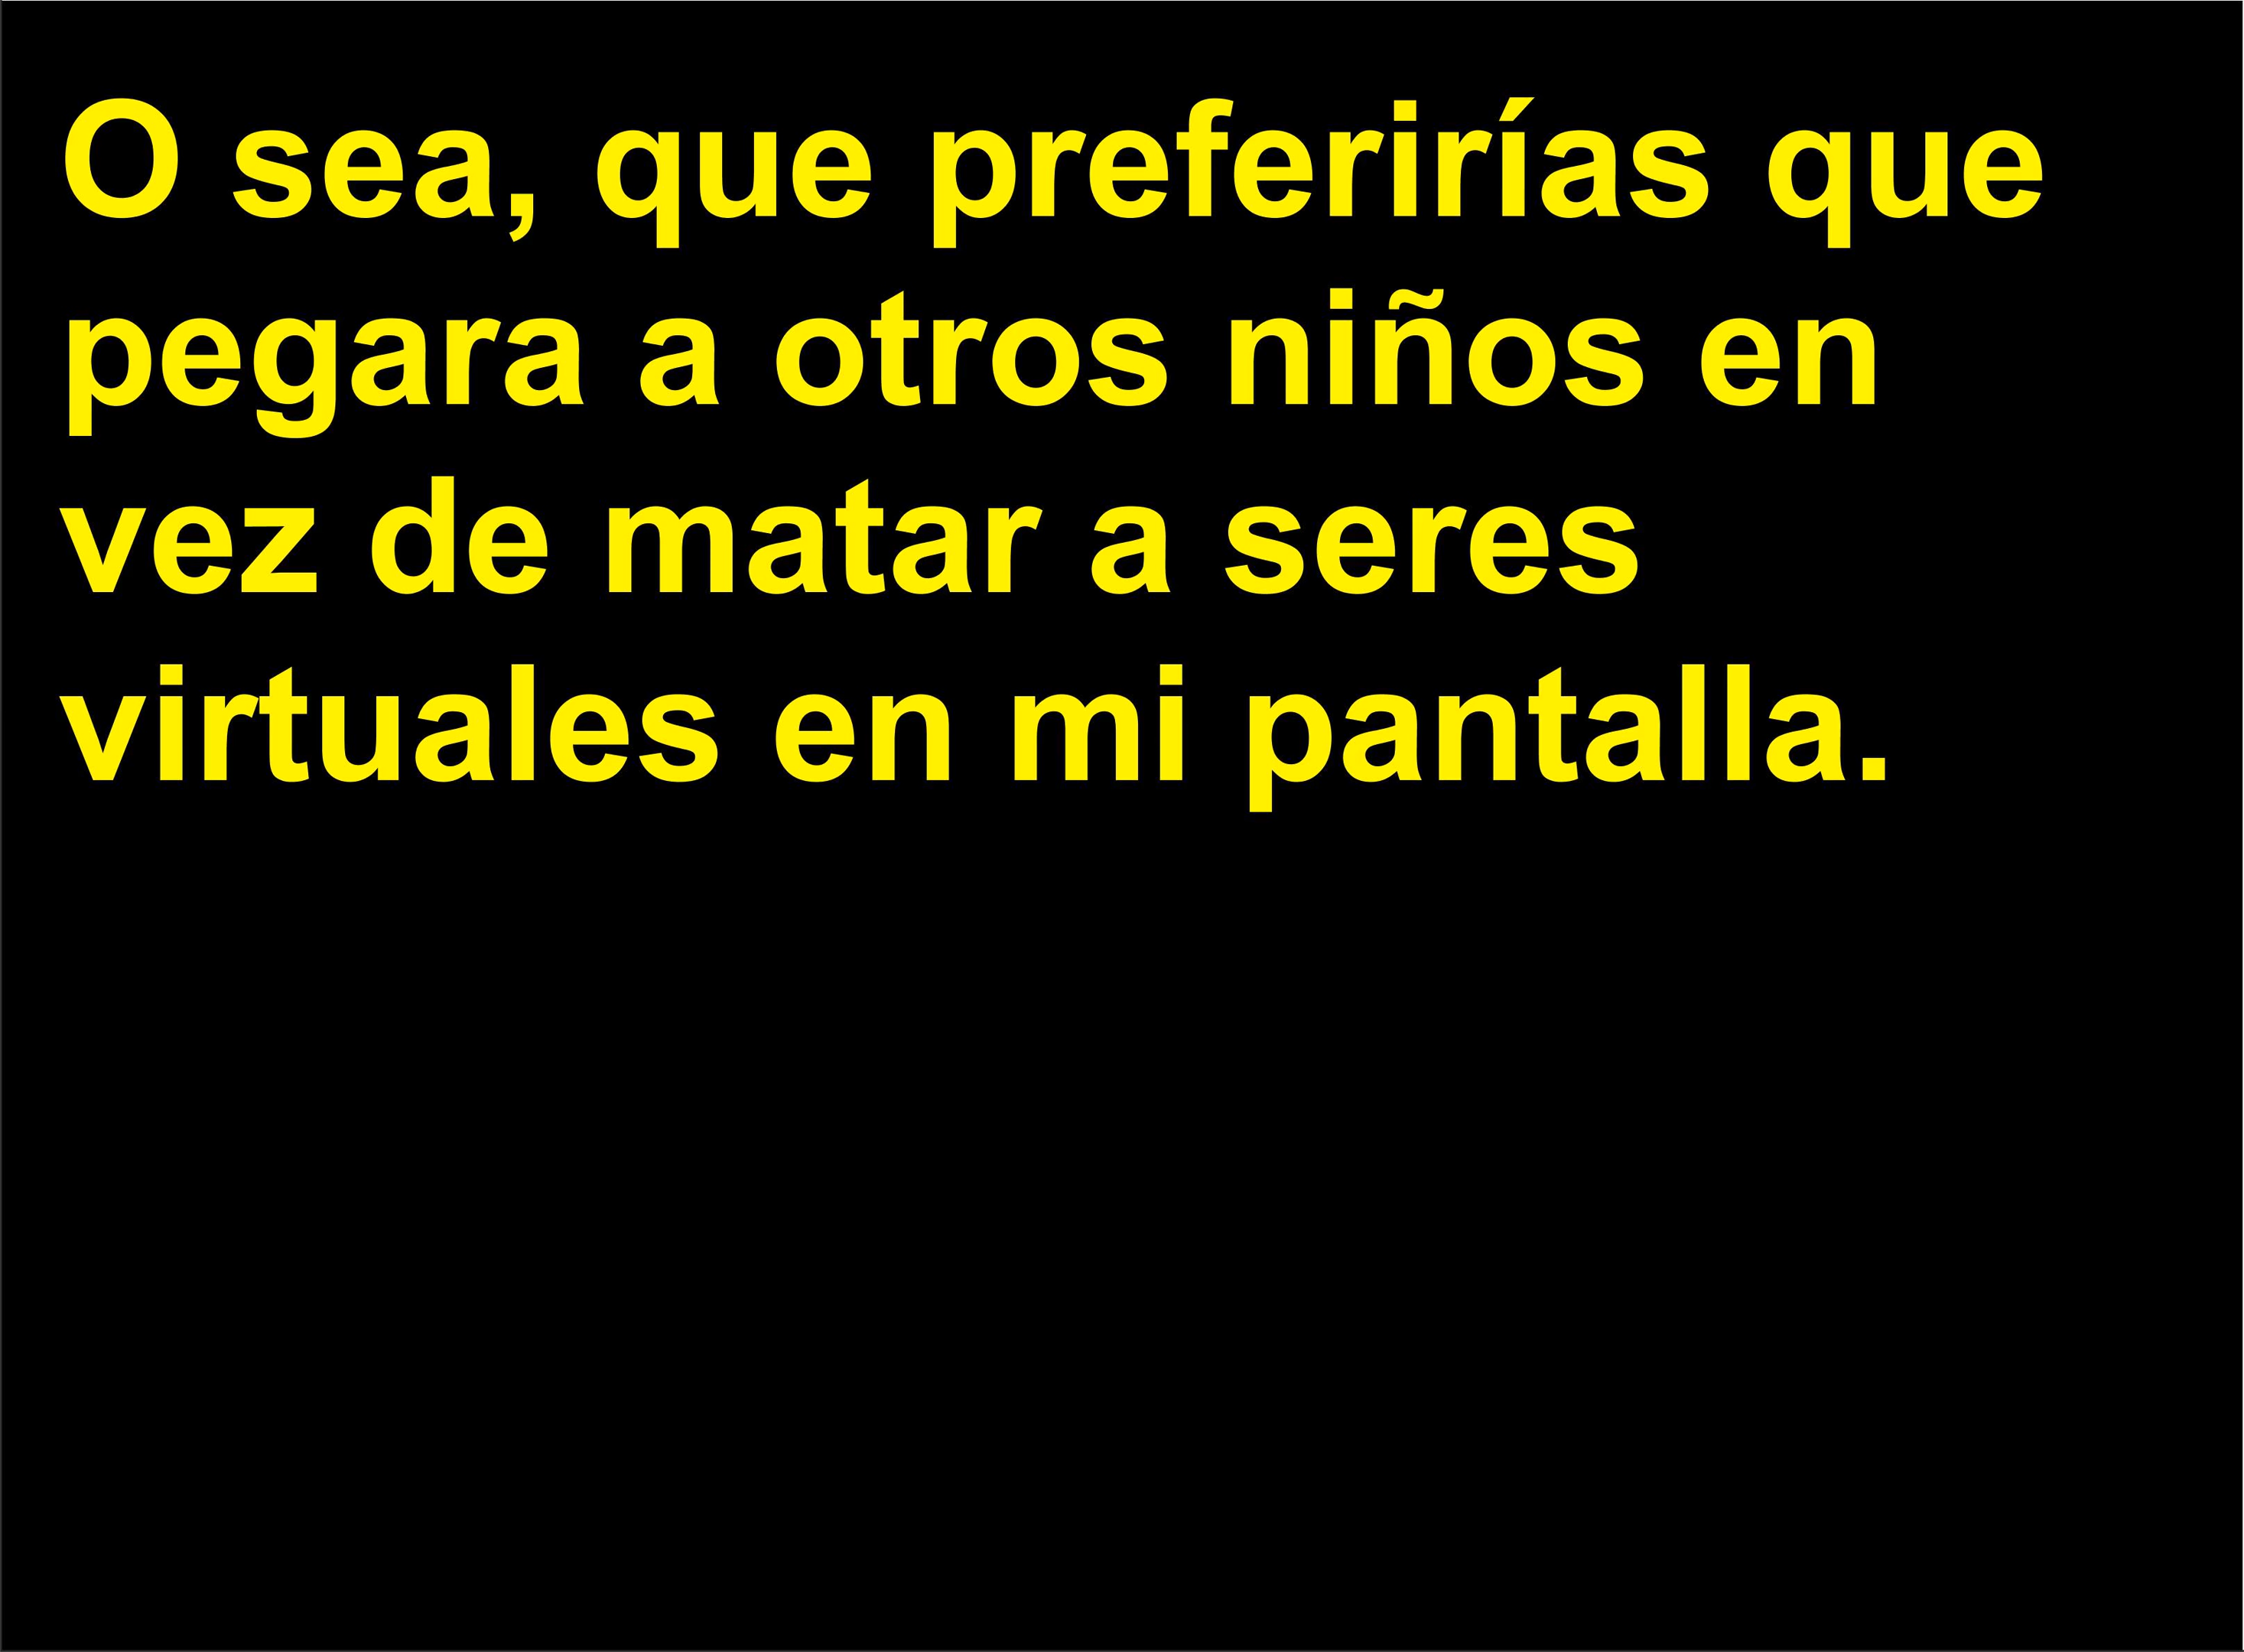 O sea, que preferirías que
pegara a otros niños en
vez de matar a seres
virtuales en mi pantalla.